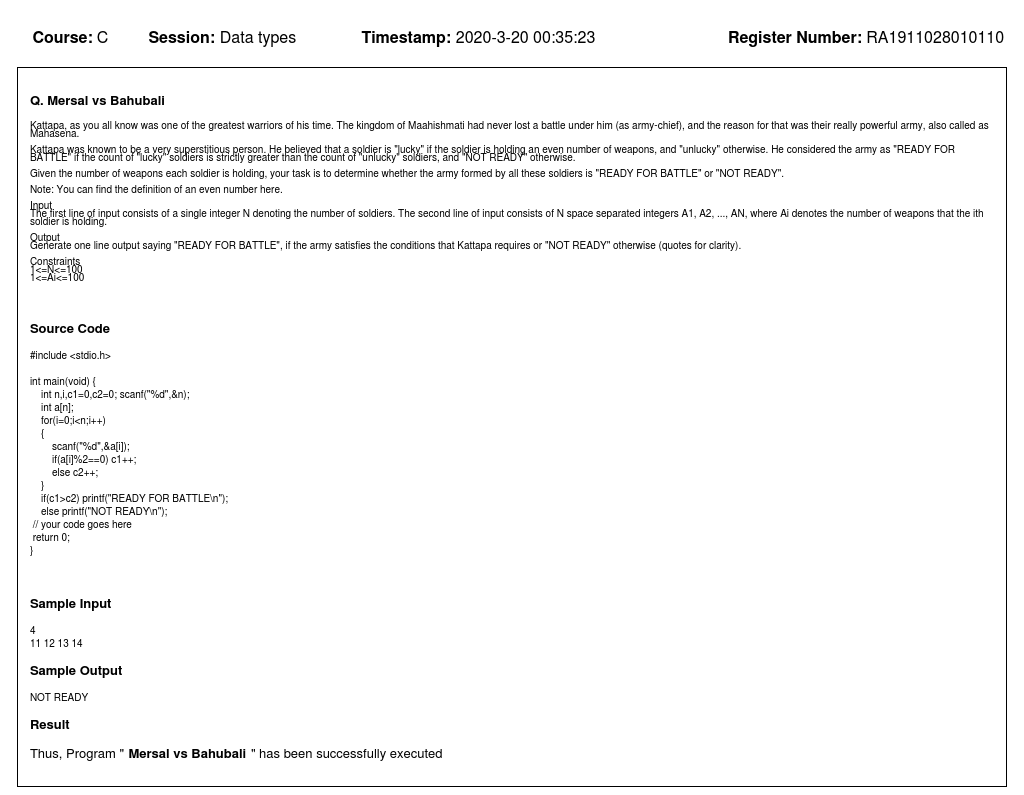 Course: C Session: Data types Timestamp: 2020-3-20 00:35:23 Register Number: RA1911028010110
Q. Mersal vs Bahubali
Kattapa, as you all know was one of the greatest warriors of his time. The kingdom of Maahishmati had never lost a battle under him (as army-chief), and the reason for that was their really powerful army, also called as
Mahasena.
Kattapa was known to be a very superstitious person. He believed that a soldier is "lucky" if the soldier is holding an even number of weapons, and "unlucky" otherwise. He considered the army as "READY FOR
BATTLE" if the count of "lucky" soldiers is strictly greater than the count of "unlucky" soldiers, and "NOT READY" otherwise.
Given the number of weapons each soldier is holding, your task is to determine whether the army formed by all these soldiers is "READY FOR BATTLE" or "NOT READY".
Note: You can find the definition of an even number here.
Input
The first line of input consists of a single integer N denoting the number of soldiers. The second line of input consists of N space separated integers A1, A2, ..., AN, where Ai denotes the number of weapons that the ith
soldier is holding.
Output
Generate one line output saying "READY FOR BATTLE", if the army satisfies the conditions that Kattapa requires or "NOT READY" otherwise (quotes for clarity).
Constraints
1<=N<=100
1<=Ai<=100
Source Code
#include <stdio.h>
int main(void) {
int n,i,c1=0,c2=0; scanf("%d",&n);
int a[n];
for(i=0;i<n;i++)
{
scanf("%d",&a[i]);
if(a[i]%2==0) c1++;
else c2++;
}
if(c1>c2) printf("READY FOR BATTLE\n");
else printf("NOT READY\n");
// your code goes here
return 0;
}
Sample Input
4
11 12 13 14
Sample Output
NOT READY
Result
Thus, Program " Mersal vs Bahubali " has been successfully executed